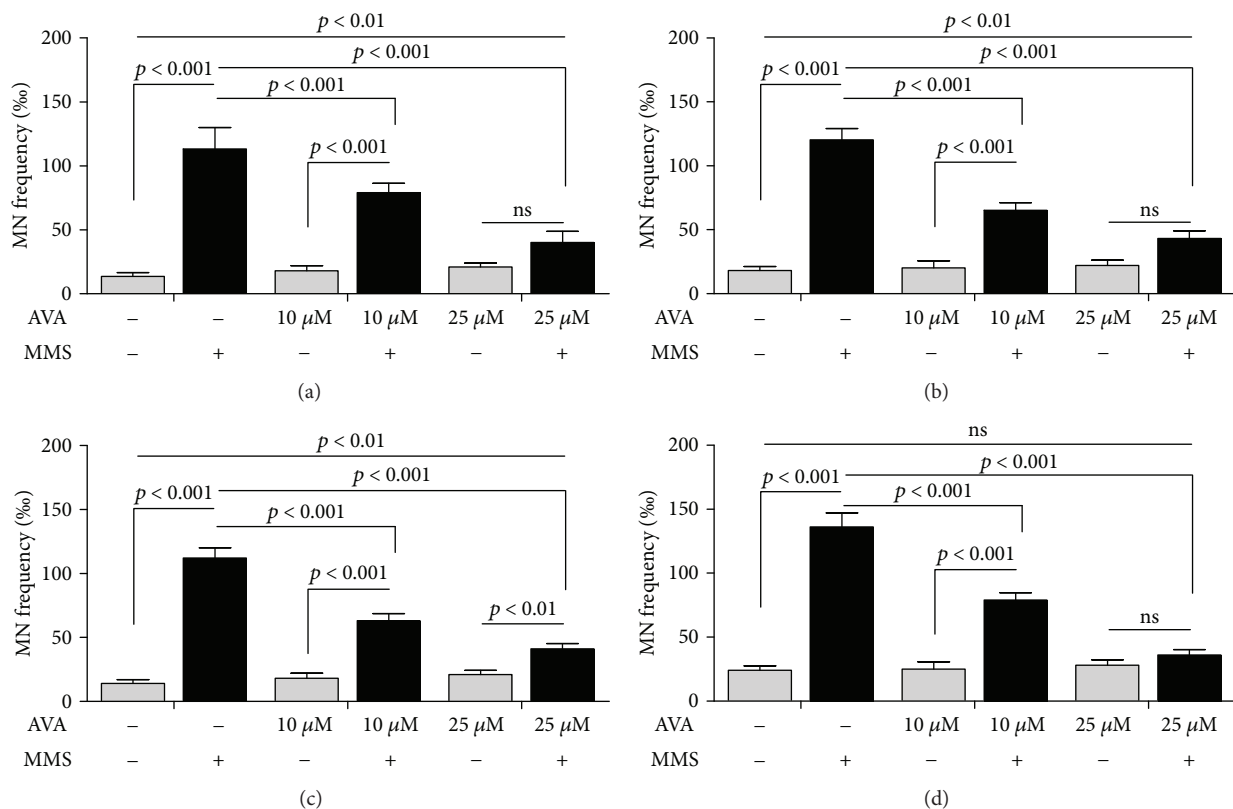 p < 0.01
200
p < 0.001
p < 0.001
150
p < 0.001
MN frequency (‰)
100
p < 0.001
50
ns
0
AVA – – 10 μM 10 μM 25 μM 25 μM
MMS – + – + – +
(a)
p < 0.01
200
p < 0.001
p < 0.001
150
p < 0.001
MN frequency (‰)
100
p < 0.001
50
ns
0
– – 10 μM 10 μM 25 μM 25 μM
– + – + – +
(b)
p < 0.01
200
p < 0.001
p < 0.001
150
p < 0.001
MN frequency (‰)
100
p < 0.001
p < 0.01
50
0
AVA – – 10 μM 10 μM 25 μM 25 μM
MMS – + – + – +
(c)
ns
200
p < 0.001
p < 0.001
150
p < 0.001
MN frequency (‰)
100
p < 0.001
50
ns
0
– – 10 μM 10 μM 25 μM 25 μM
– + – + – +
(d)